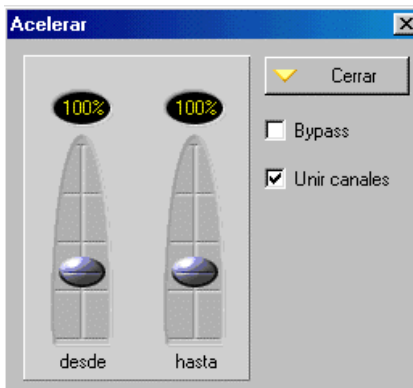 Acelerar
Cerrar
100% 100%
Bypass
Unir canales
desde hasta